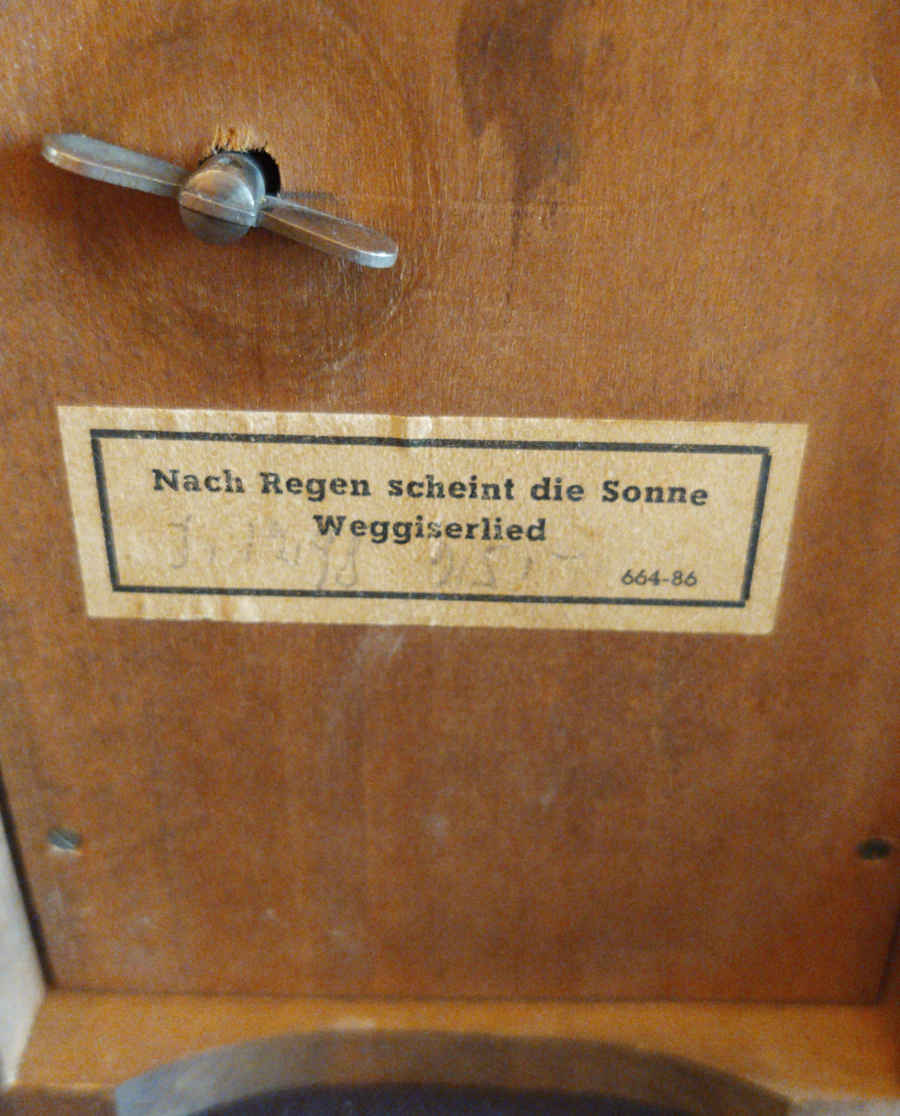 Nach Regen scheint die Sonne
Weggiserlied
664-86